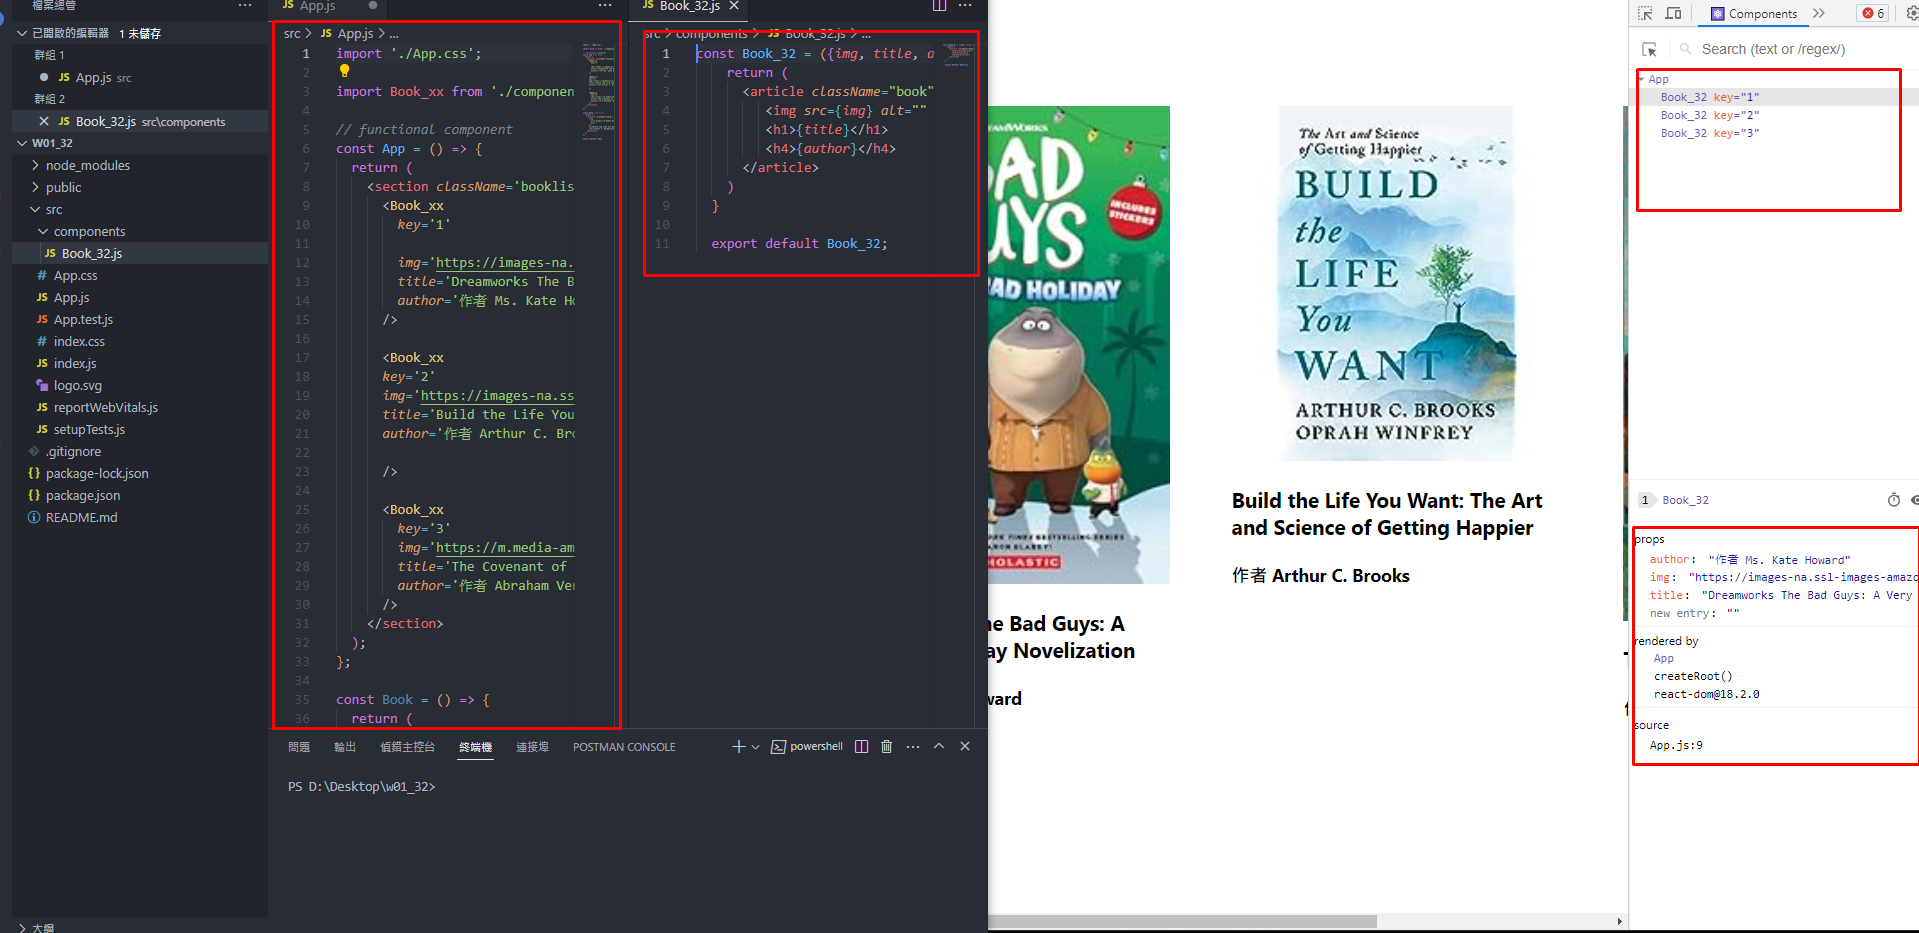 檔案總管
已開啟的編輯器 1 未儲存
群組 1
App.js src
群組 2
Book_32.js src\components
W01_32
node_modules
public
src
components
Book_32.js
App.css
App.js
App.test.js
index.css
index.js
logo.svg
reportWebVitals.js
setupTests.js
.gitignore
package-lock.json
package.json
README.md
大綱
App.js
src > App.js > ...
1 import './App.css';
2
3 import Book_xx from './componen
4
5 // functional component
6 const App = () => {
7 return (
8 <section className='booklis
9 <Book_xx
10 key='1'
11
12 img='https://images-na.
13 title='Dreamworks The B
14 author='作者 Ms. Kate Ho
15 />
16
17 <Book_xx
18 key='2'
19 img='https://images-na.ss
20 title='Build the Life You
21 author='作者 Arthur C. Bro
22
23 />
24
25 <Book_xx
26 key='3'
27 img='https://m.media-am
28 title='The Covenant of
29 author='作者 Abraham Ver
30 />
31 </section>
32 );
33 };
34
35 const Book = () => {
36 return (
Book_32.js
src > components > Book_32.js > ...
1 const Book_32 = ({img, title, a
2 return (
3 <article className="book"
4 <img src={img} alt=""
5 <h1>{title}</h1>
6 <h4>{author}</h4>
7 </article>
8 )
9 }
10
11 export default Book_32;
問題 輸出 偵錯主控台 終端機 連接埠 POSTMAN CONSOLE
powershell
PS D:\Desktop\w01_32>
DREAMWORKS
AD
UYS
INCLUDES
STICKERS
AD HOLIDAY
HOLASTIC
he Bad Guys: A
ay Novelization
ward
The Art and Science
of Getting Happier
BUILD
the
LIFE
You
WANT
ARTHUR C. BROOKS
OPRAH WINFREY
Build the Life You Want: The Art
and Science of Getting Happier
作者 Arthur C. Brooks
Components
6
Search (text or /regex/)
App
Book_32 key="1"
Book_32 key="2"
Book_32 key="3"
1 Book_32
props
author: "作者 Ms. Kate Howard"
img: "https://images-na.ssl-images-amazo
title: "Dreamworks The Bad Guys: A Very
new entry: ""
rendered by
App
createRoot()
react-dom@18.2.0
source
App.js:9